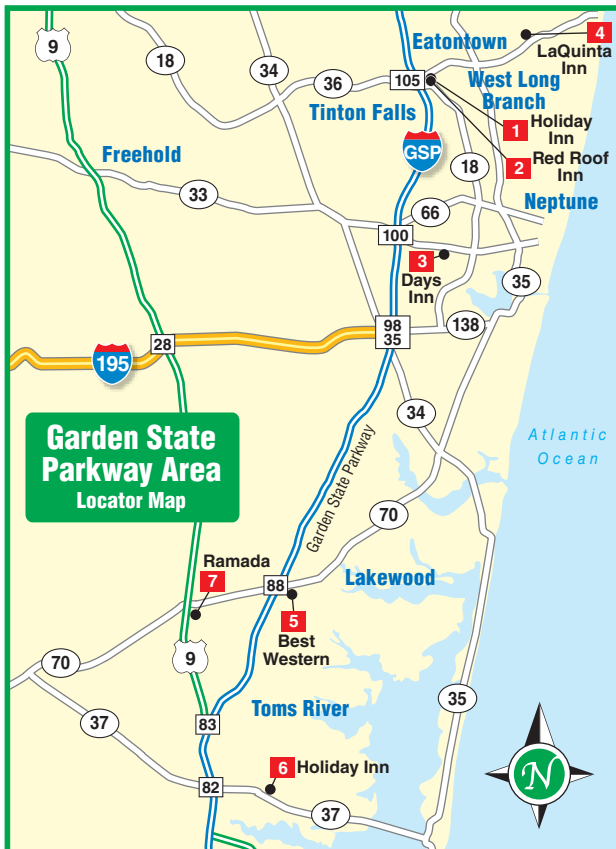 9
Eatontown
4
LaQuinta
Inn
18
34
36
105
West Long
Branch
Tinton Falls
1
Holiday
Inn
GSP
Freehold
2
Red Roof
Inn
18
33
Neptune
66
100
3
Days
Inn
35
98
35
138
28
195
34
Garden State
Parkway Area
Locator Map
Atlantic
Ocean
Garden State Parkway
70
Ramada
7
88
Lakewood
5
Best
Western
9
70
Toms River
35
37
83
6
Holiday Inn
82
37
N